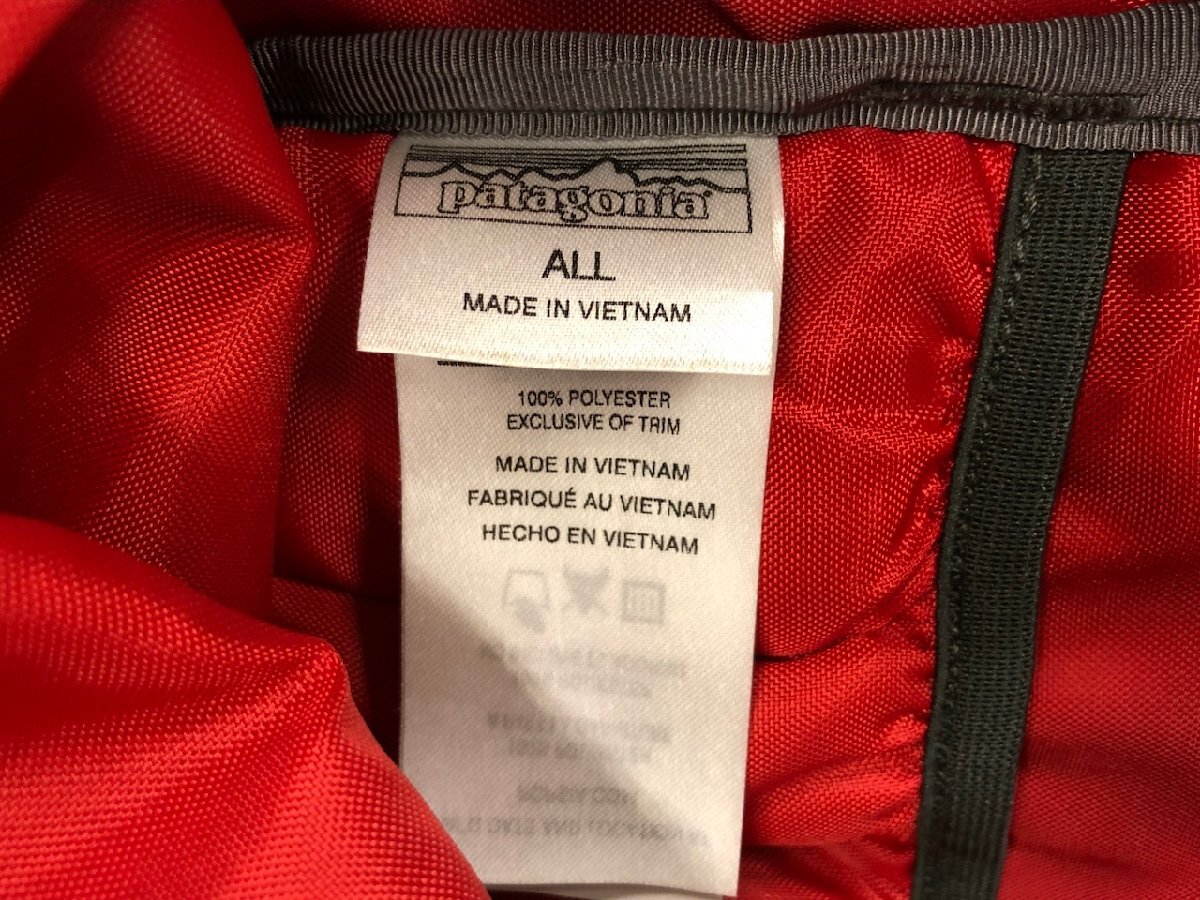 patagonia®
ALL
MADE IN VIETNAM
100% POLYESTER
EXCLUSIVE OF TRIM
MADE IN VIETNAM
FABRIQUÉ AU VIETNAM
HECHO EN VIETNAM